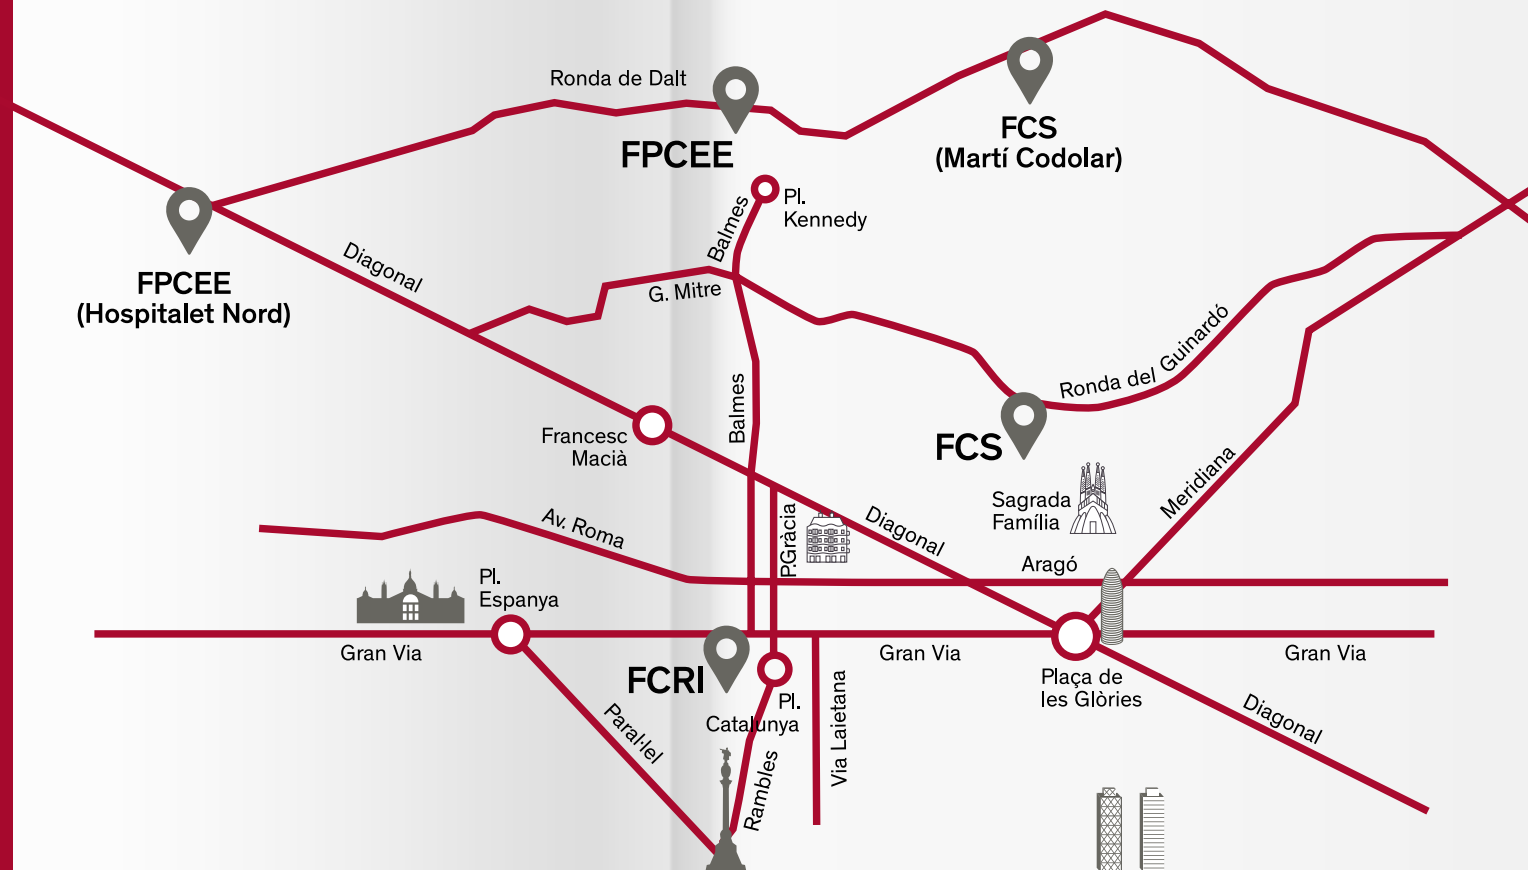 Ronda de Dalt
FPCEE
FCS
(Martí Codolar)
Pl.
Kennedy
Balmes
FPCEE
(Hospitalet Nord)
Diagonal
G. Mitre
Ronda del Guinardó
Balmes
Francesc
Macià
FCS
Sagrada
Família
Meridiana
Av. Roma
P.Gràcia
Diagonal
Aragó
Pl.
Espanya
Gran Via
FCRI
Gran Via
Gran Via
Plaça de
les Glòries
Pl.
Catalunya
Paral·lel
Rambles
Via Laietana
Diagonal